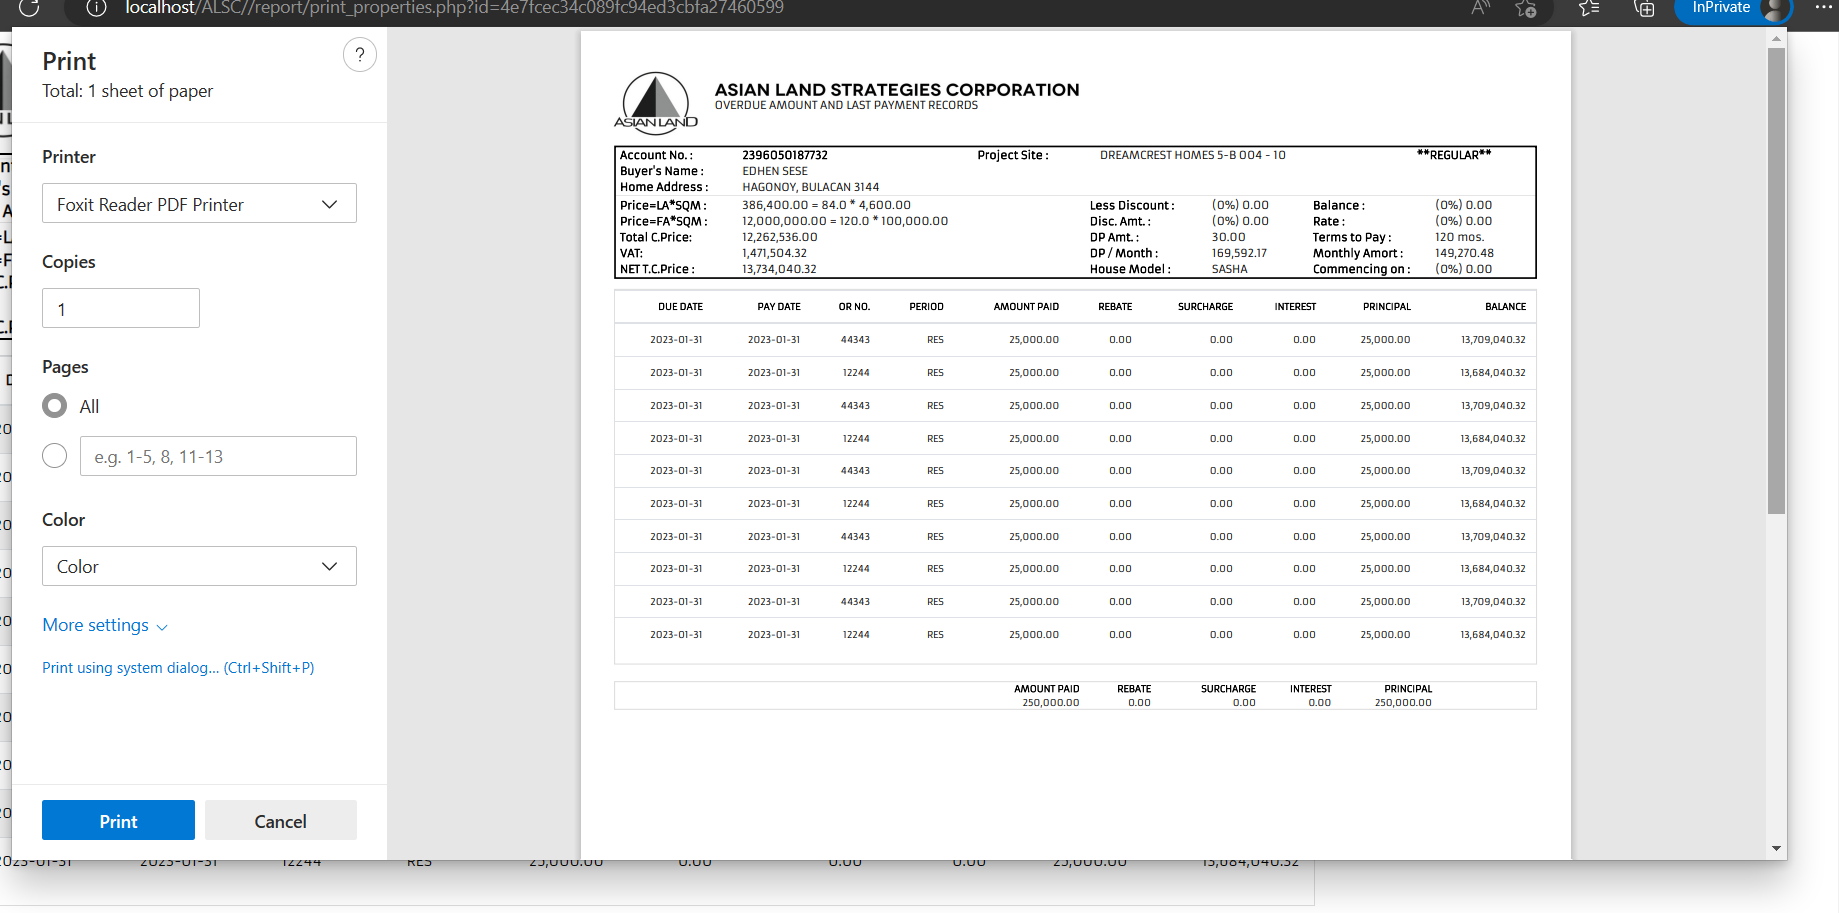 localhost/ALSC//report/print_properties.php?id=4e7fcec34c089fc94ed3cbfa27460599
InPrivate
Print
Total: 1 sheet of paper
?
Printer
Foxit Reader PDF Printer
Copies
1
Pages
All
e.g. 1-5, 8, 11-13
Color
Color
More settings
Print using system dialog... (Ctrl+Shift+P)
Print
Cancel
ASIAN LAND
ASIAN LAND STRATEGIES CORPORATION
OVERDUE AMOUNT AND LAST PAYMENT RECORDS
Account No. : 2396050187732 Project Site : DREAMCREST HOMES 5-B 004 - 10 **REGULAR**
Buyer's Name : EDHEN SESE
Home Address : HAGONOY, BULACAN 3144
Price=LA*SQM : 386,400.00 = 84.0 * 4,600.00 Less Discount : (0%) 0.00 Balance : (0%) 0.00
Price=FA*SQM : 12,000,000.00 = 120.0 * 100,000.00 Disc. Amt. : (0%) 0.00 Rate : (0%) 0.00
Total C.Price: 12,262,536.00 DP Amt. : 30.00 Terms to Pay : 120 mos.
VAT: 1,471,504.32 DP / Month : 169,592.17 Monthly Amort : 149,270.48
NET T.C.Price : 13,734,040.32 House Model : SASHA Commencing on : (0%) 0.00
DUE DATE PAY DATE OR NO. PERIOD AMOUNT PAID REBATE SURCHARGE INTEREST PRINCIPAL BALANCE
2023-01-31 2023-01-31 44343 RES 25,000.00 0.00 0.00 0.00 25,000.00 13,709,040.32
2023-01-31 2023-01-31 12244 RES 25,000.00 0.00 0.00 0.00 25,000.00 13,684,040.32
2023-01-31 2023-01-31 44343 RES 25,000.00 0.00 0.00 0.00 25,000.00 13,709,040.32
2023-01-31 2023-01-31 12244 RES 25,000.00 0.00 0.00 0.00 25,000.00 13,684,040.32
2023-01-31 2023-01-31 44343 RES 25,000.00 0.00 0.00 0.00 25,000.00 13,709,040.32
2023-01-31 2023-01-31 12244 RES 25,000.00 0.00 0.00 0.00 25,000.00 13,684,040.32
2023-01-31 2023-01-31 44343 RES 25,000.00 0.00 0.00 0.00 25,000.00 13,709,040.32
2023-01-31 2023-01-31 12244 RES 25,000.00 0.00 0.00 0.00 25,000.00 13,684,040.32
2023-01-31 2023-01-31 44343 RES 25,000.00 0.00 0.00 0.00 25,000.00 13,709,040.32
2023-01-31 2023-01-31 12244 RES 25,000.00 0.00 0.00 0.00 25,000.00 13,684,040.32
AMOUNT PAID REBATE SURCHARGE INTEREST PRINCIPAL
250,000.00 0.00 0.00 0.00 250,000.00
2023-01-31 2023-01-31 12244 RES 25,000.00 0.00 0.00 0.00 25,000.00 13,684,040.32